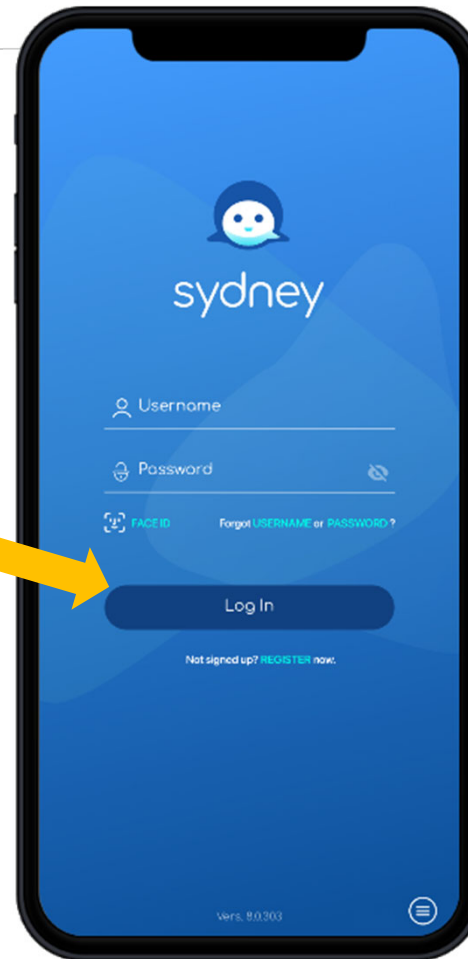 sydney
Username
Password
FACE ID Forgot USERNAME or PASSWORD ?
Log In
Not signed up? REGISTER now.
Vers. 8.0.303